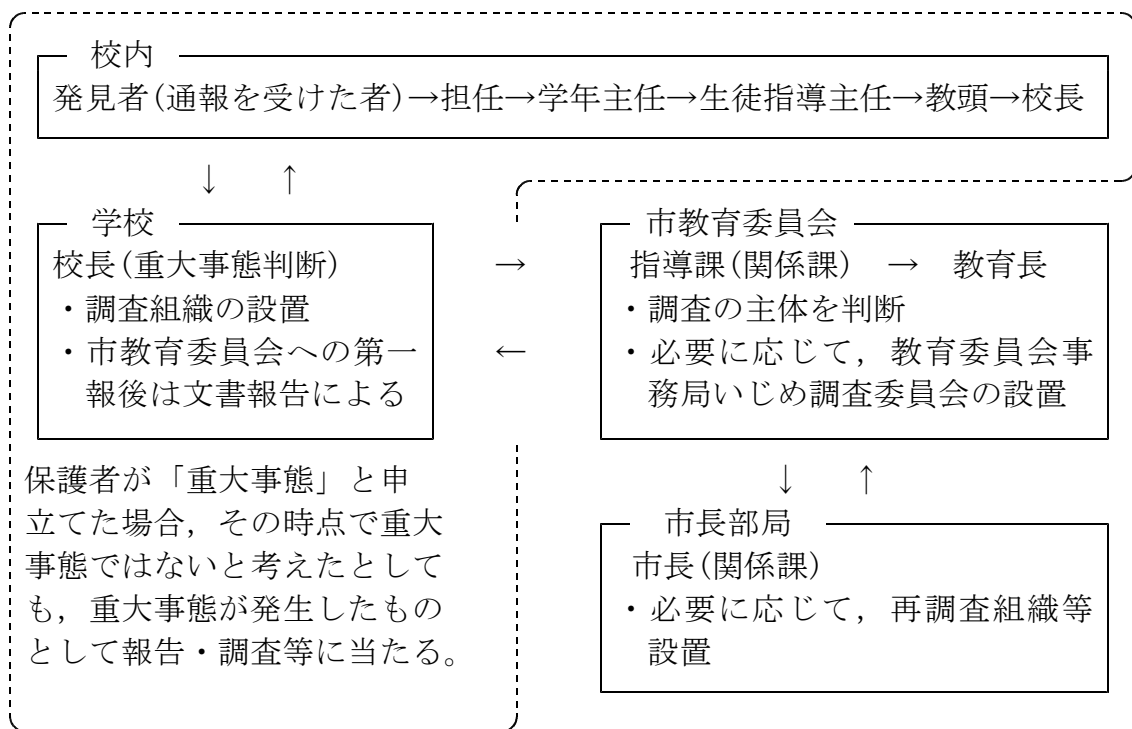 校内
発見者(通報を受けた者)→担任→学年主任→生徒指導主任→教頭→校長
↓ ↑
学校
校長(重大事態判断)
・調査組織の設置
・市教育委員会への第一
報後は文書報告による
→
←
市教育委員会
指導課(関係課) → 教育長
・調査の主体を判断
・必要に応じて，教育委員会事
務局いじめ調査委員会の設置
保護者が「重大事態」と申
立てた場合，その時点で重大
事態ではないと考えたとして
も，重大事態が発生したもの
として報告・調査等に当たる。
↓ ↑
市長部局
市長(関係課)
・必要に応じて，再調査組織等
設置